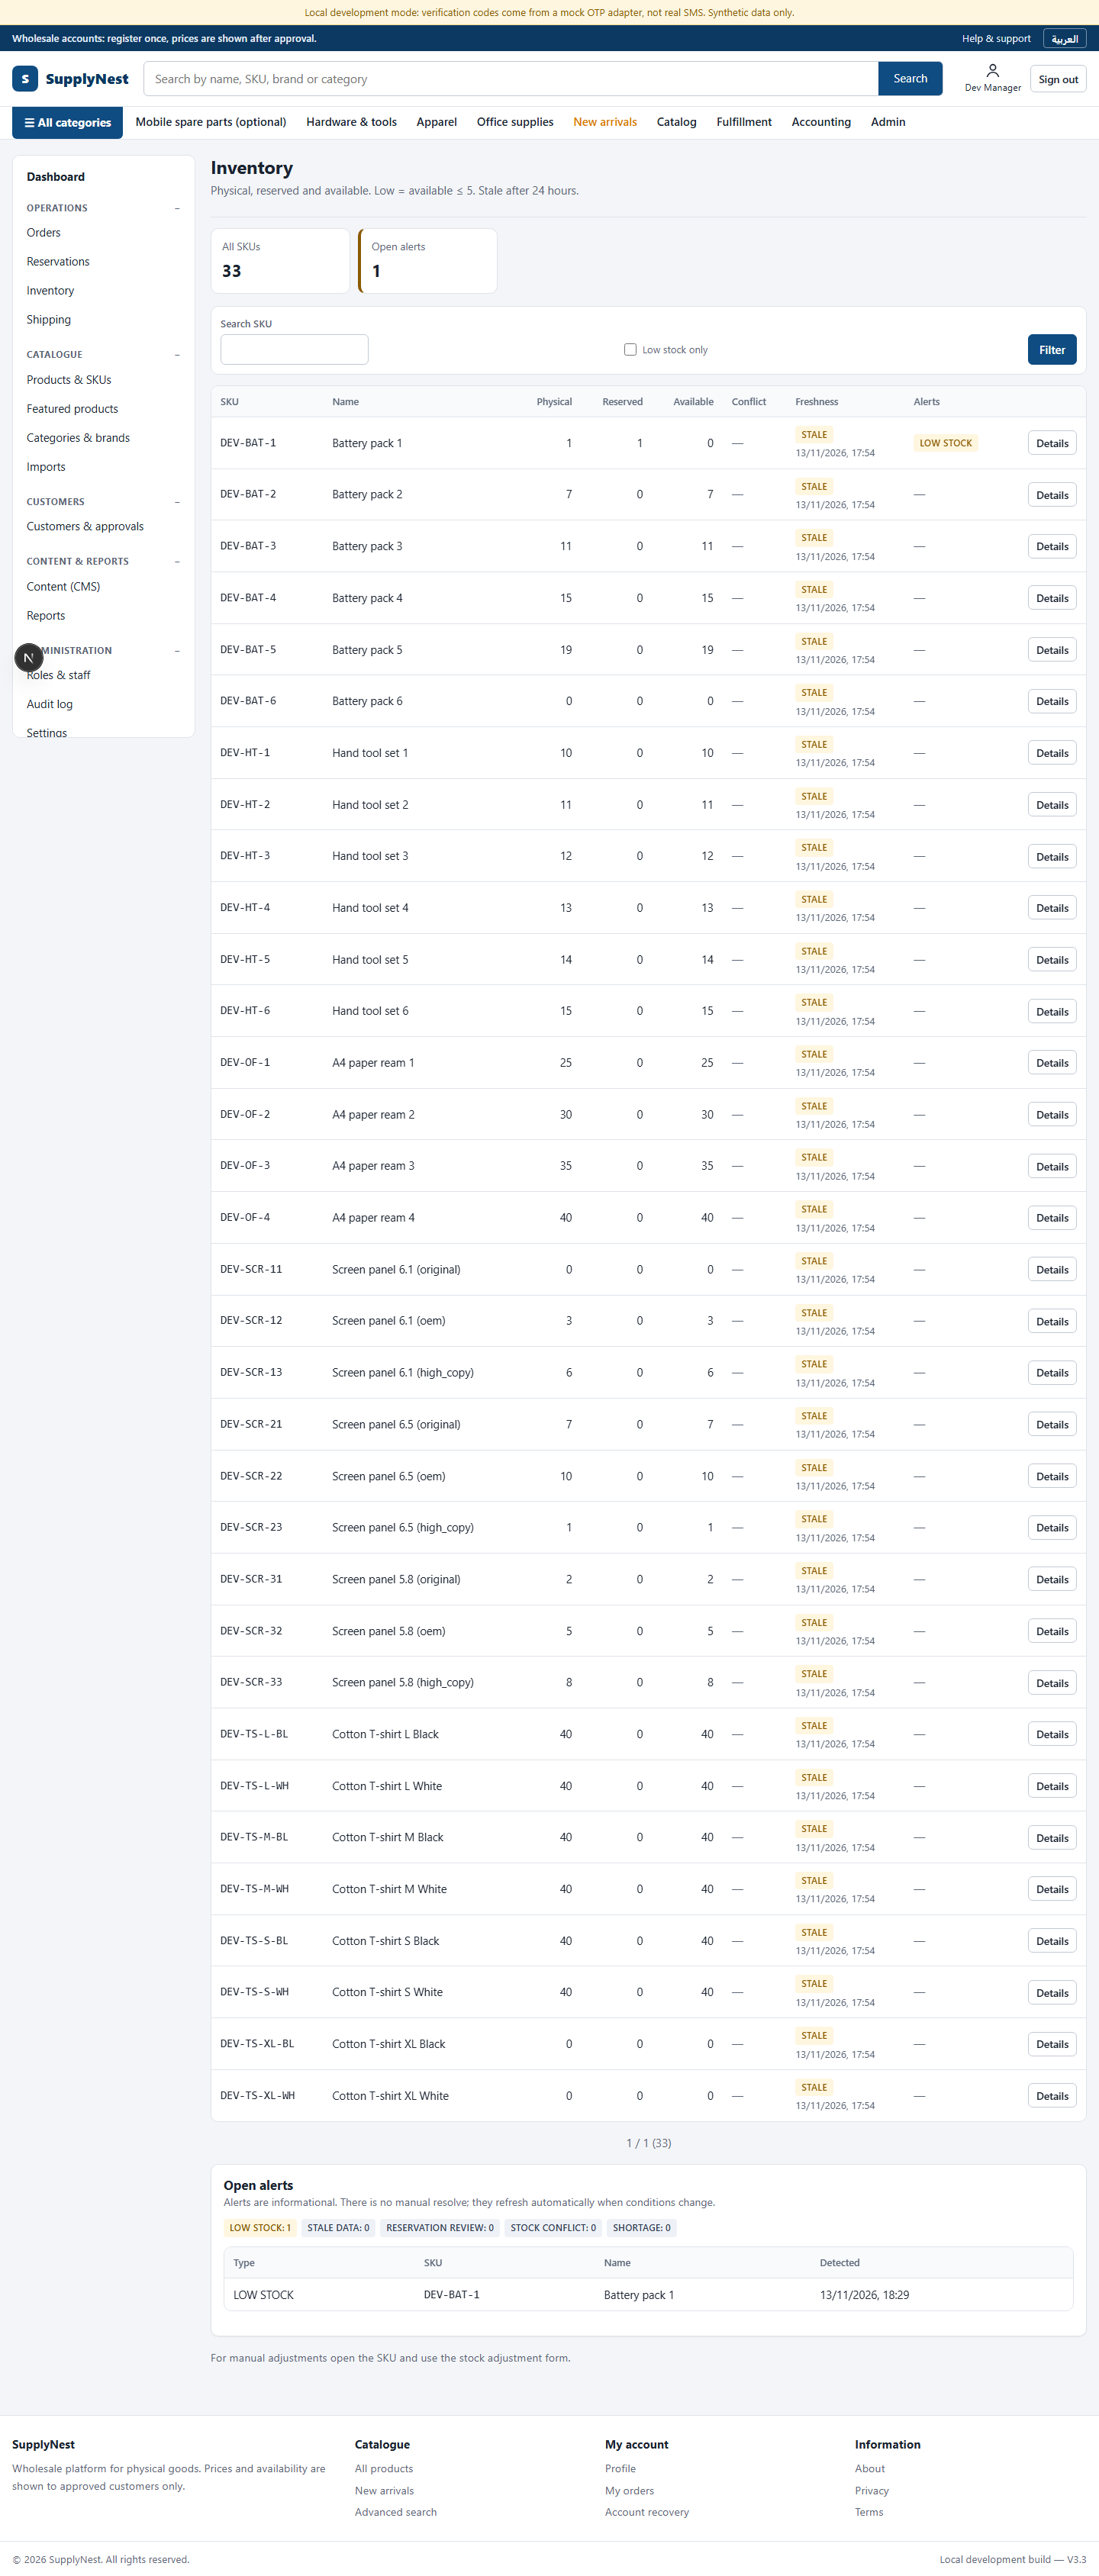 Local development mode: verification codes come from a mock OTP adapter, not real SMS. Synthetic data only.
Wholesale accounts: register once, prices are shown after approval. Help & support العربية
S SupplyNest Search by name, SKU, brand or category Search Dev Manager Sign out
☰ All categories Mobile spare parts (optional) Hardware & tools Apparel Office supplies New arrivals Catalog Fulfillment Accounting Admin
Dashboard
OPERATIONS –
Orders
Reservations
Inventory
Shipping
CATALOGUE –
Products & SKUs
Featured products
Categories & brands
Imports
CUSTOMERS –
Customers & approvals
CONTENT & REPORTS –
Content (CMS)
Reports
N MINISTRATION –
Roles & staff
Audit log
Settings
Inventory
Physical, reserved and available. Low = available ≤ 5. Stale after 24 hours.
All SKUs
33
Open alerts
1
Search SKU
Low stock only Filter
SKU Name Physical Reserved Available Conflict Freshness Alerts
DEV-BAT-1 Battery pack 1 1 1 0 — STALE 13/11/2026, 17:54 LOW STOCK Details
DEV-BAT-2 Battery pack 2 7 0 7 — STALE 13/11/2026, 17:54 — Details
DEV-BAT-3 Battery pack 3 11 0 11 — STALE 13/11/2026, 17:54 — Details
DEV-BAT-4 Battery pack 4 15 0 15 — STALE 13/11/2026, 17:54 — Details
DEV-BAT-5 Battery pack 5 19 0 19 — STALE 13/11/2026, 17:54 — Details
DEV-BAT-6 Battery pack 6 0 0 0 — STALE 13/11/2026, 17:54 — Details
DEV-HT-1 Hand tool set 1 10 0 10 — STALE 13/11/2026, 17:54 — Details
DEV-HT-2 Hand tool set 2 11 0 11 — STALE 13/11/2026, 17:54 — Details
DEV-HT-3 Hand tool set 3 12 0 12 — STALE 13/11/2026, 17:54 — Details
DEV-HT-4 Hand tool set 4 13 0 13 — STALE 13/11/2026, 17:54 — Details
DEV-HT-5 Hand tool set 5 14 0 14 — STALE 13/11/2026, 17:54 — Details
DEV-HT-6 Hand tool set 6 15 0 15 — STALE 13/11/2026, 17:54 — Details
DEV-OF-1 A4 paper ream 1 25 0 25 — STALE 13/11/2026, 17:54 — Details
DEV-OF-2 A4 paper ream 2 30 0 30 — STALE 13/11/2026, 17:54 — Details
DEV-OF-3 A4 paper ream 3 35 0 35 — STALE 13/11/2026, 17:54 — Details
DEV-OF-4 A4 paper ream 4 40 0 40 — STALE 13/11/2026, 17:54 — Details
DEV-SCR-11 Screen panel 6.1 (original) 0 0 0 — STALE 13/11/2026, 17:54 — Details
DEV-SCR-12 Screen panel 6.1 (oem) 3 0 3 — STALE 13/11/2026, 17:54 — Details
DEV-SCR-13 Screen panel 6.1 (high_copy) 6 0 6 — STALE 13/11/2026, 17:54 — Details
DEV-SCR-21 Screen panel 6.5 (original) 7 0 7 — STALE 13/11/2026, 17:54 — Details
DEV-SCR-22 Screen panel 6.5 (oem) 10 0 10 — STALE 13/11/2026, 17:54 — Details
DEV-SCR-23 Screen panel 6.5 (high_copy) 1 0 1 — STALE 13/11/2026, 17:54 — Details
DEV-SCR-31 Screen panel 5.8 (original) 2 0 2 — STALE 13/11/2026, 17:54 — Details
DEV-SCR-32 Screen panel 5.8 (oem) 5 0 5 — STALE 13/11/2026, 17:54 — Details
DEV-SCR-33 Screen panel 5.8 (high_copy) 8 0 8 — STALE 13/11/2026, 17:54 — Details
DEV-TS-L-BL Cotton T-shirt L Black 40 0 40 — STALE 13/11/2026, 17:54 — Details
DEV-TS-L-WH Cotton T-shirt L White 40 0 40 — STALE 13/11/2026, 17:54 — Details
DEV-TS-M-BL Cotton T-shirt M Black 40 0 40 — STALE 13/11/2026, 17:54 — Details
DEV-TS-M-WH Cotton T-shirt M White 40 0 40 — STALE 13/11/2026, 17:54 — Details
DEV-TS-S-BL Cotton T-shirt S Black 40 0 40 — STALE 13/11/2026, 17:54 — Details
DEV-TS-S-WH Cotton T-shirt S White 40 0 40 — STALE 13/11/2026, 17:54 — Details
DEV-TS-XL-BL Cotton T-shirt XL Black 0 0 0 — STALE 13/11/2026, 17:54 — Details
DEV-TS-XL-WH Cotton T-shirt XL White 0 0 0 — STALE 13/11/2026, 17:54 — Details
1 / 1 (33)
Open alerts
Alerts are informational. There is no manual resolve; they refresh automatically when conditions change.
LOW STOCK: 1 STALE DATA: 0 RESERVATION REVIEW: 0 STOCK CONFLICT: 0 SHORTAGE: 0
Type SKU Name Detected
LOW STOCK DEV-BAT-1 Battery pack 1 13/11/2026, 18:29
For manual adjustments open the SKU and use the stock adjustment form.
SupplyNest
Wholesale platform for physical goods. Prices and availability are
shown to approved customers only.
Catalogue
All products
New arrivals
Advanced search
My account
Profile
My orders
Account recovery
Information
About
Privacy
Terms
© 2026 SupplyNest. All rights reserved. Local development build — V3.3